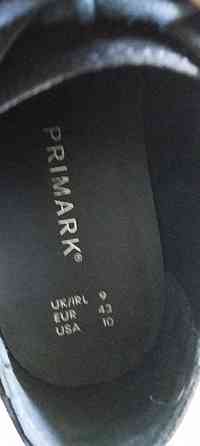 PRIMARK®
UK/IRL 9
EUR 43
USA 10